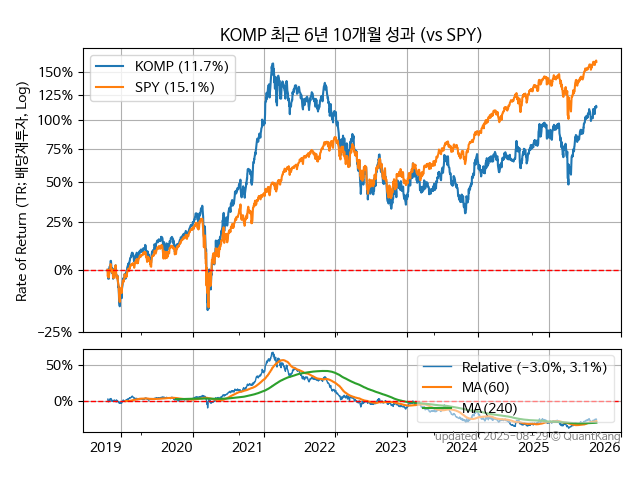 KOMP 최근 6년 10개월 성과 (vs SPY)
KOMP (11.7%)
SPY (15.1%)
Rate of Return (TR: 배당재투자, Log)
150%
125%
100%
75%
50%
25%
0%
−25%
50%
0%
Relative (−3.0%, 3.1%)
MA(60)
MA(240)
updated: 2025-08-29 © QuantKang
2019 2020 2021 2022 2023 2024 2025 2026